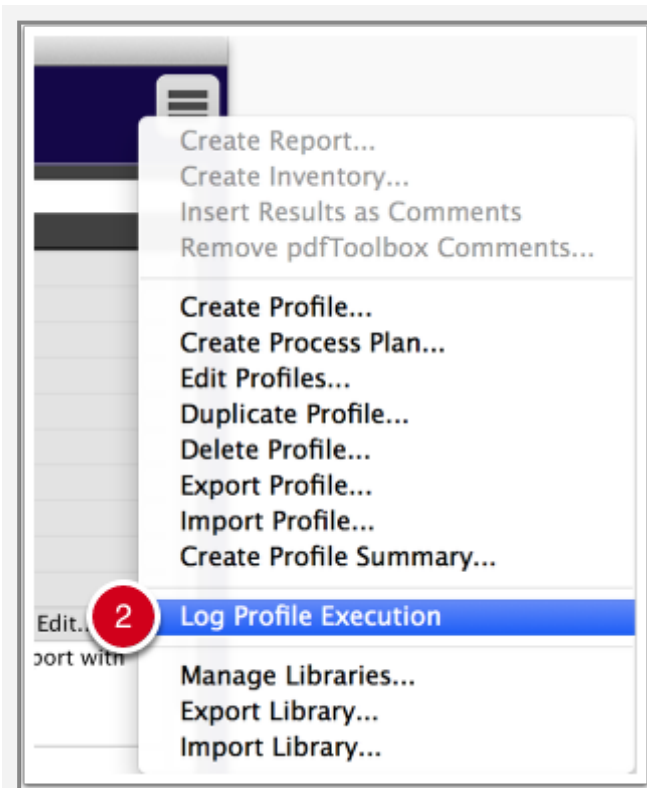 Create Report...
Create Inventory...
Insert Results as Comments
Remove pdfToolbox Comments...
Create Profile...
Create Process Plan...
Edit Profiles...
Duplicate Profile...
Delete Profile...
Export Profile...
Import Profile...
Create Profile Summary...
Edit... 2 Log Profile Execution
port with
Manage Libraries...
Export Library...
Import Library...